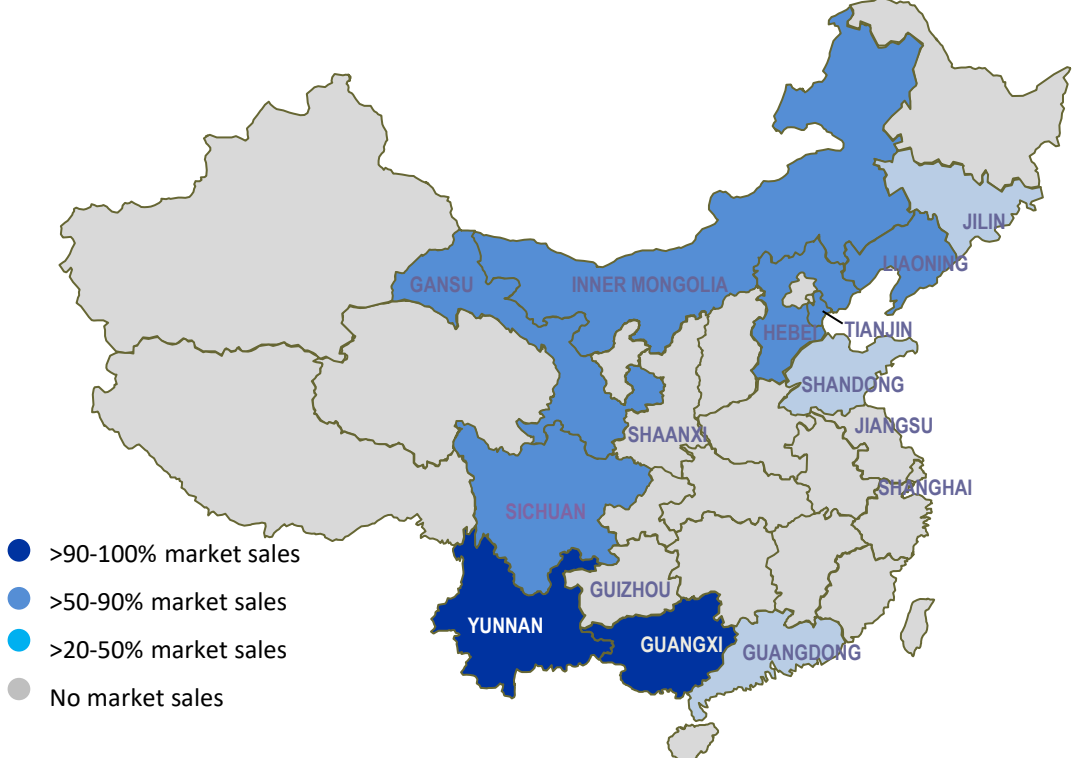 JILIN
LIAONING
GANSU
INNER MONGOLIA
HEBEI
TIANJIN
SHANDONG
JIANGSU
SHAANXI
SHANGHAI
SICHUAN
>90-100% market sales
GUIZHOU
>50-90% market sales
YUNNAN
GUANGXI
GUANGDONG
>20-50% market sales
No market sales